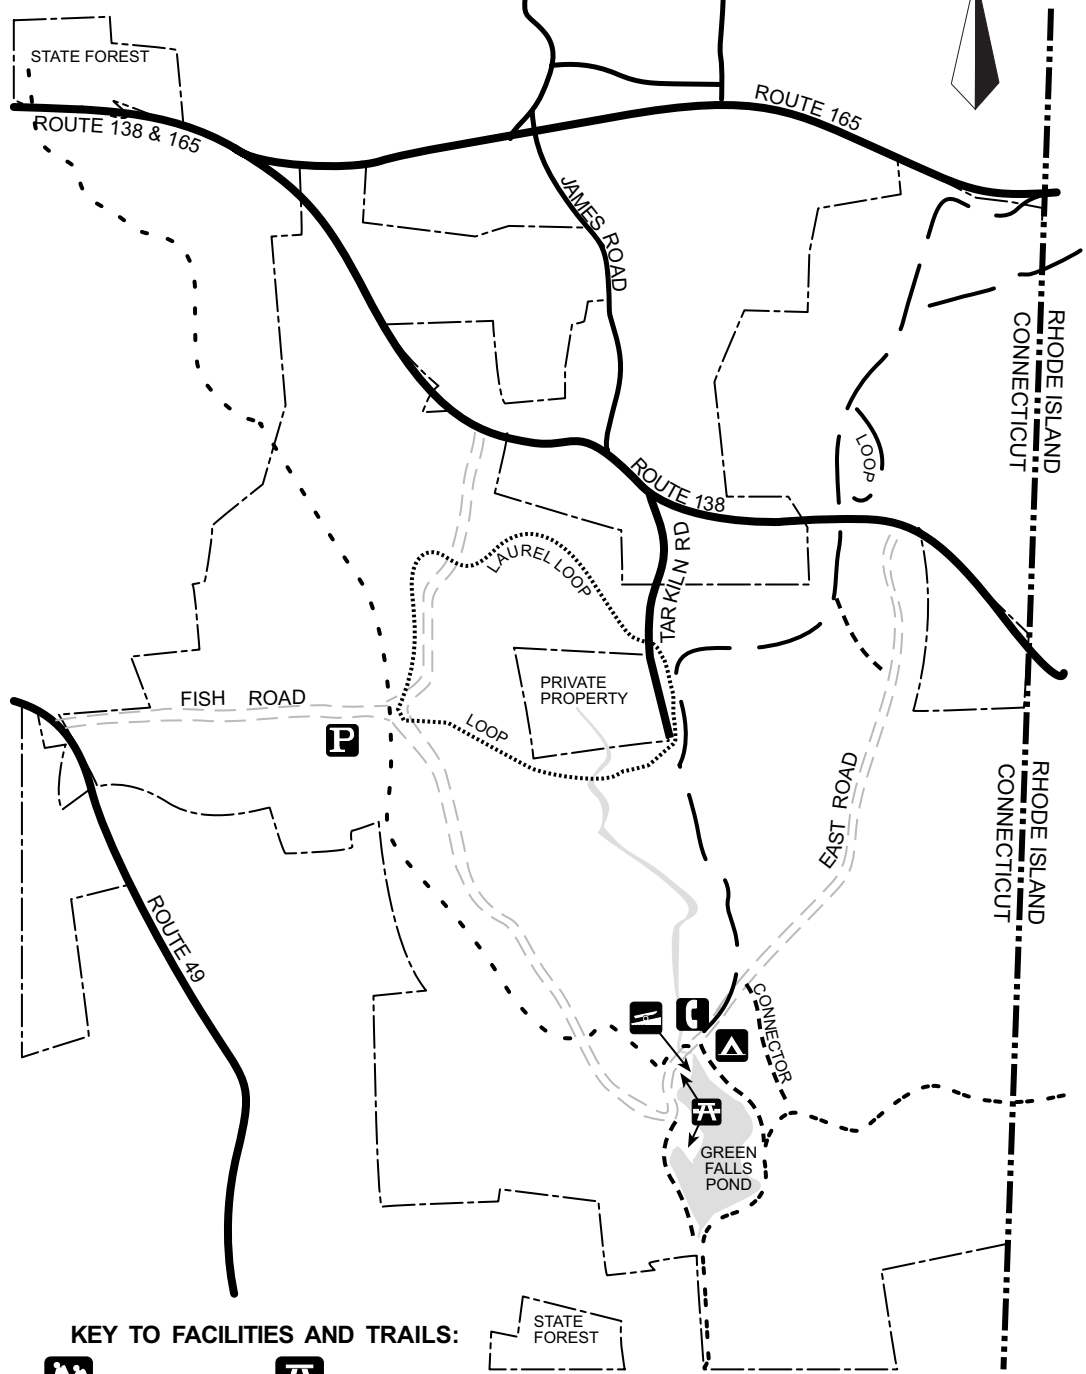 STATE FOREST
ROUTE 138 & 165
ROUTE 165
JAMES ROAD
RHODE ISLAND
CONNECTICUT
LOOP
ROUTE 138
TAR KILN RD
LAUREL LOOP
PRIVATE
PROPERTY
FISH ROAD
P
LOOP
EAST ROAD
RHODE ISLAND
CONNECTICUT
ROUTE 49
CONNECTOR
GREEN
FALLS
POND
STATE
FOREST
KEY TO FACILITIES AND TRAILS: